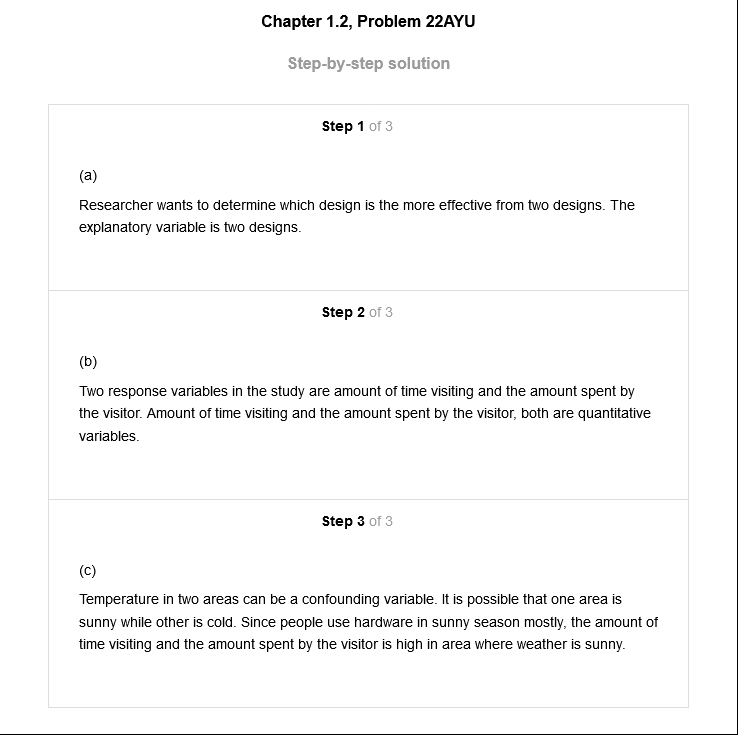 Chapter 1.2, Problem 22AYU
Step-by-step solution
Step 1 of 3
(a)
Researcher wants to determine which design is the more effective from two designs. The
explanatory variable is two designs.
Step 2 of 3
(b)
Two response variables in the study are amount of time visiting and the amount spent by
the visitor. Amount of time visiting and the amount spent by the visitor, both are quantitative
variables.
Step 3 of 3
(c)
Temperature in two areas can be a confounding variable. It is possible that one area is
sunny while other is cold. Since people use hardware in sunny season mostly, the amount of
time visiting and the amount spent by the visitor is high in area where weather is sunny.